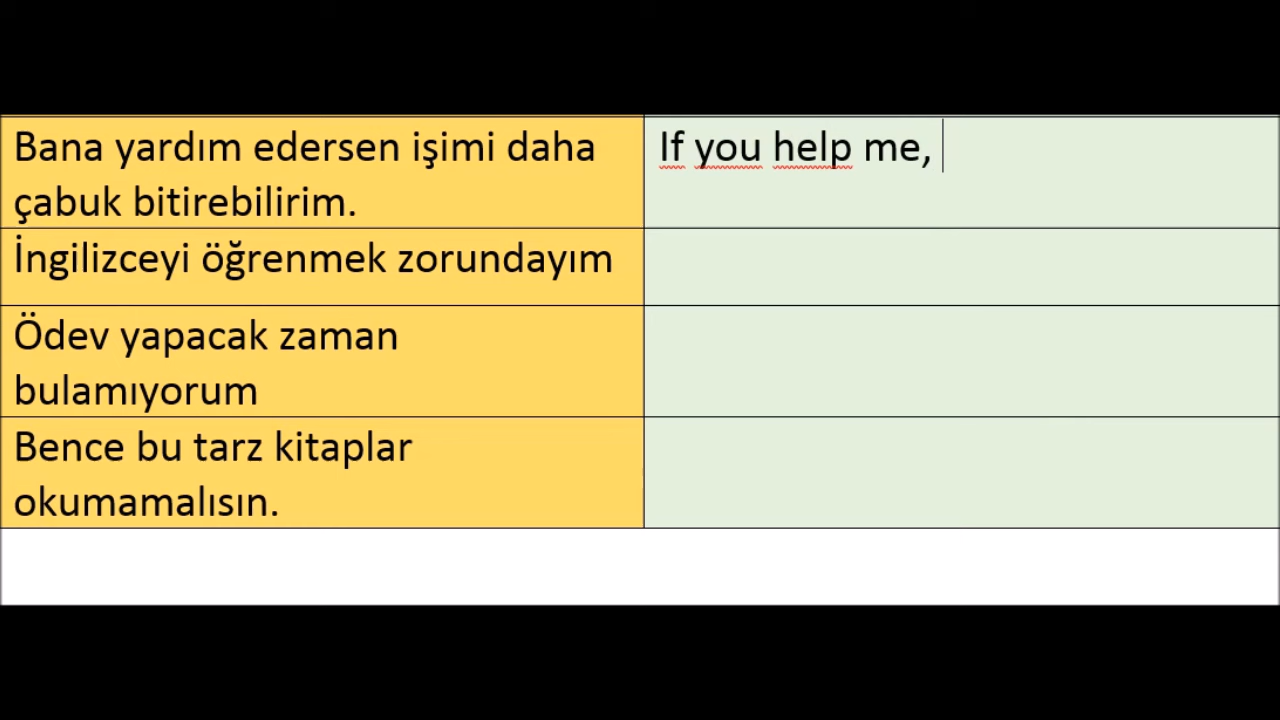 Bana yardım edersen işimi daha
çabuk bitirebilirim.
If you help me,
İngilizceyi öğrenmek zorundayım
Ödev yapacak zaman
bulamıyorum
Bence bu tarz kitaplar
okumamalısın.